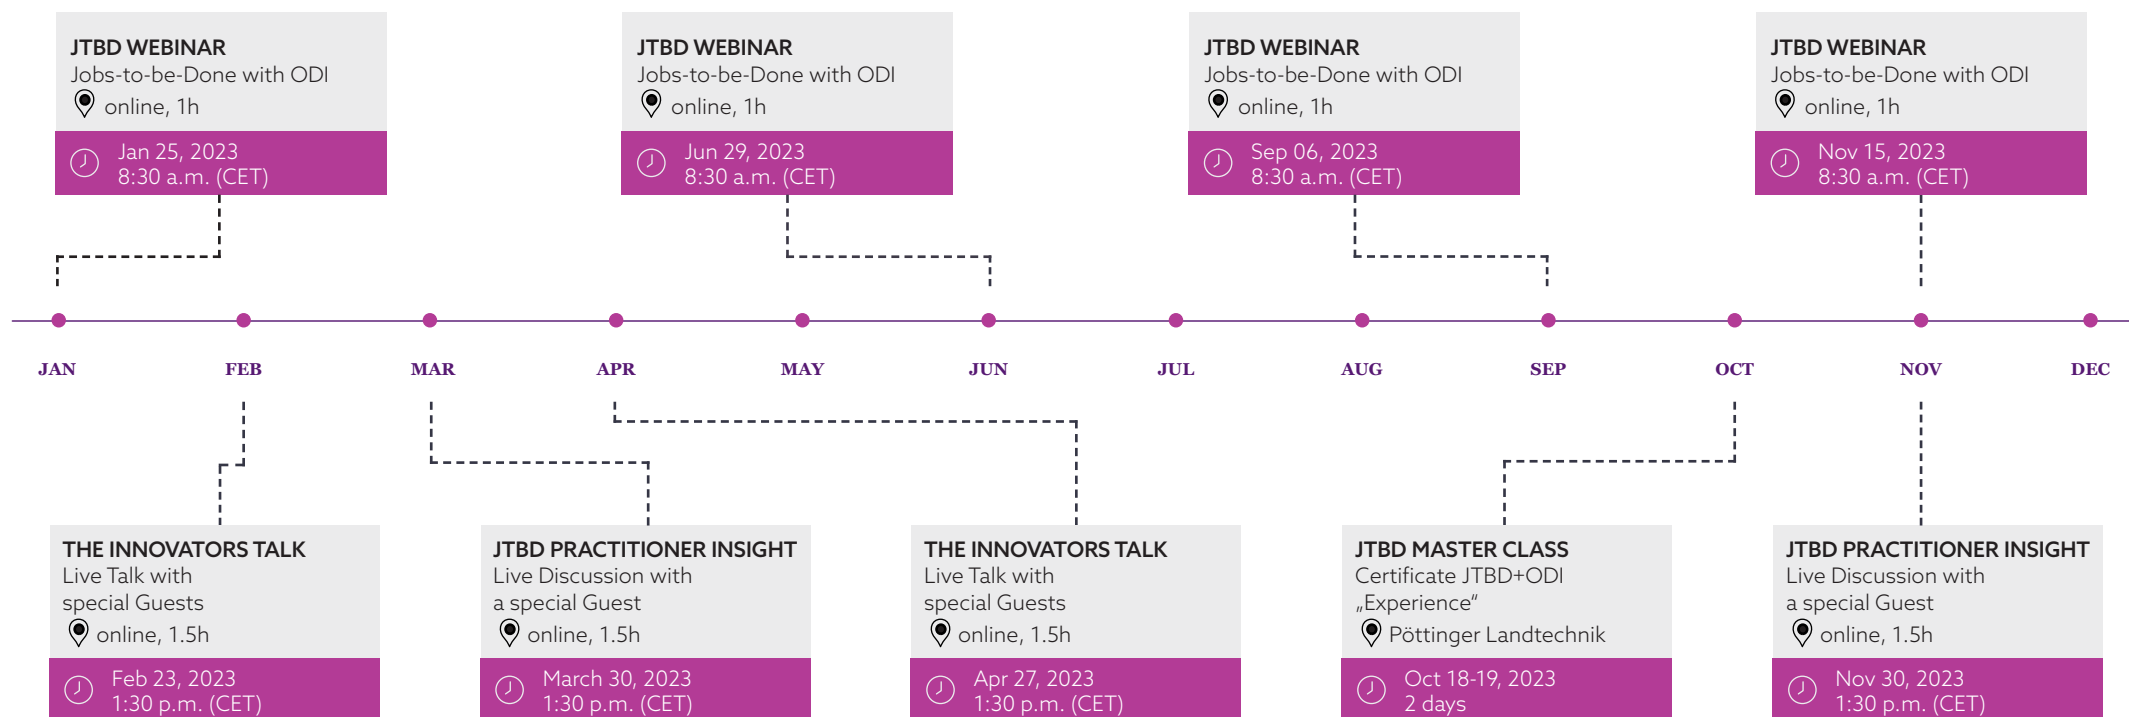 JTBD WEBINAR
Jobs-to-be-Done with ODI
online, 1h
Jan 25, 2023
8:30 a.m. (CET)
JTBD WEBINAR
Jobs-to-be-Done with ODI
online, 1h
Jun 29, 2023
8:30 a.m. (CET)
JTBD WEBINAR
Jobs-to-be-Done with ODI
online, 1h
Sep 06, 2023
8:30 a.m. (CET)
JTBD WEBINAR
Jobs-to-be-Done with ODI
online, 1h
Nov 15, 2023
8:30 a.m. (CET)
JAN
FEB
MAR
APR
MAY
JUN
JUL
AUG
SEP
OCT
NOV
DEC
THE INNOVATORS TALK
Live Talk with
special Guests
online, 1.5h
Feb 23, 2023
1:30 p.m. (CET)
JTBD PRACTITIONER INSIGHT
Live Discussion with
a special Guest
online, 1.5h
March 30, 2023
1:30 p.m. (CET)
THE INNOVATORS TALK
Live Talk with
special Guests
online, 1.5h
Apr 27, 2023
1:30 p.m. (CET)
JTBD MASTER CLASS
Certificate JTBD+ODI
„Experience“
Pöttinger Landtechnik
Oct 18-19, 2023
2 days
JTBD PRACTITIONER INSIGHT
Live Discussion with
a special Guest
online, 1.5h
Nov 30, 2023
1:30 p.m. (CET)